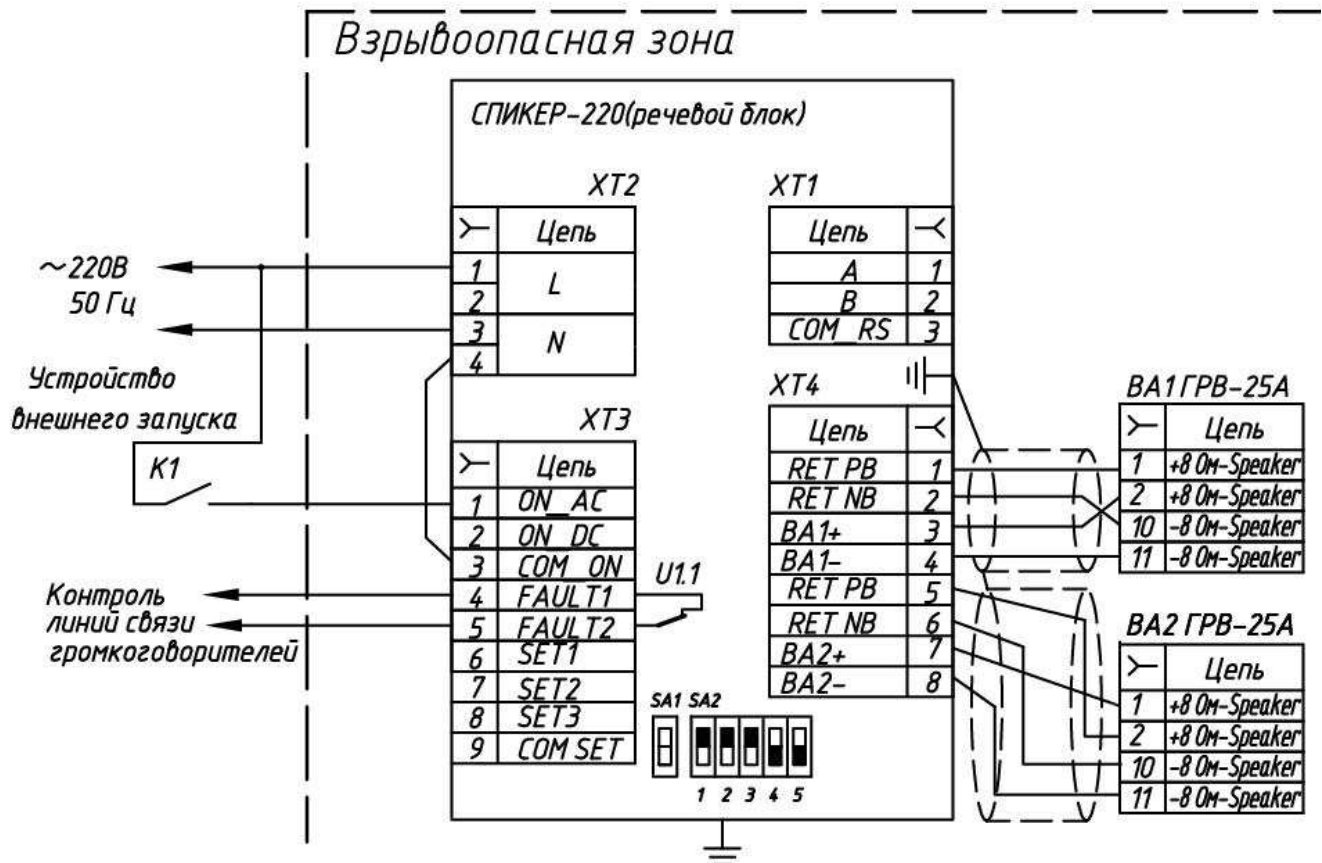 Взрывоопасная зона
СПИКЕР-220(речевой блок)
XT2
Цепь
1
L
2
3
N
4
XT1
Цепь
A 1
B 2
COM_RS 3
~220В
50 Гц
Устройство
внешнего запуска
K1
XT3
Цепь
1 ON_AC
2 ON_DC
3 COM_ON
4 FAULT1
5 FAULT2
6 SET1
7 SET2
8 SET3
9 COM SET
U1.1
Контроль
линий связи
громкоговорителей
SA1 SA2
1 2 3 4 5
XT4
Цепь
RET PB 1
RET NB 2
BA1+ 3
BA1- 4
RET PB 5
RET NB 6
BA2+ 7
BA2- 8
BA1 ГРВ-25А
Цепь
1 +8 Ом-Speaker
2 +8 Ом-Speaker
10 -8 Ом-Speaker
11 -8 Ом-Speaker
BA2 ГРВ-25А
Цепь
1 +8 Ом-Speaker
2 +8 Ом-Speaker
10 -8 Ом-Speaker
11 -8 Ом-Speaker